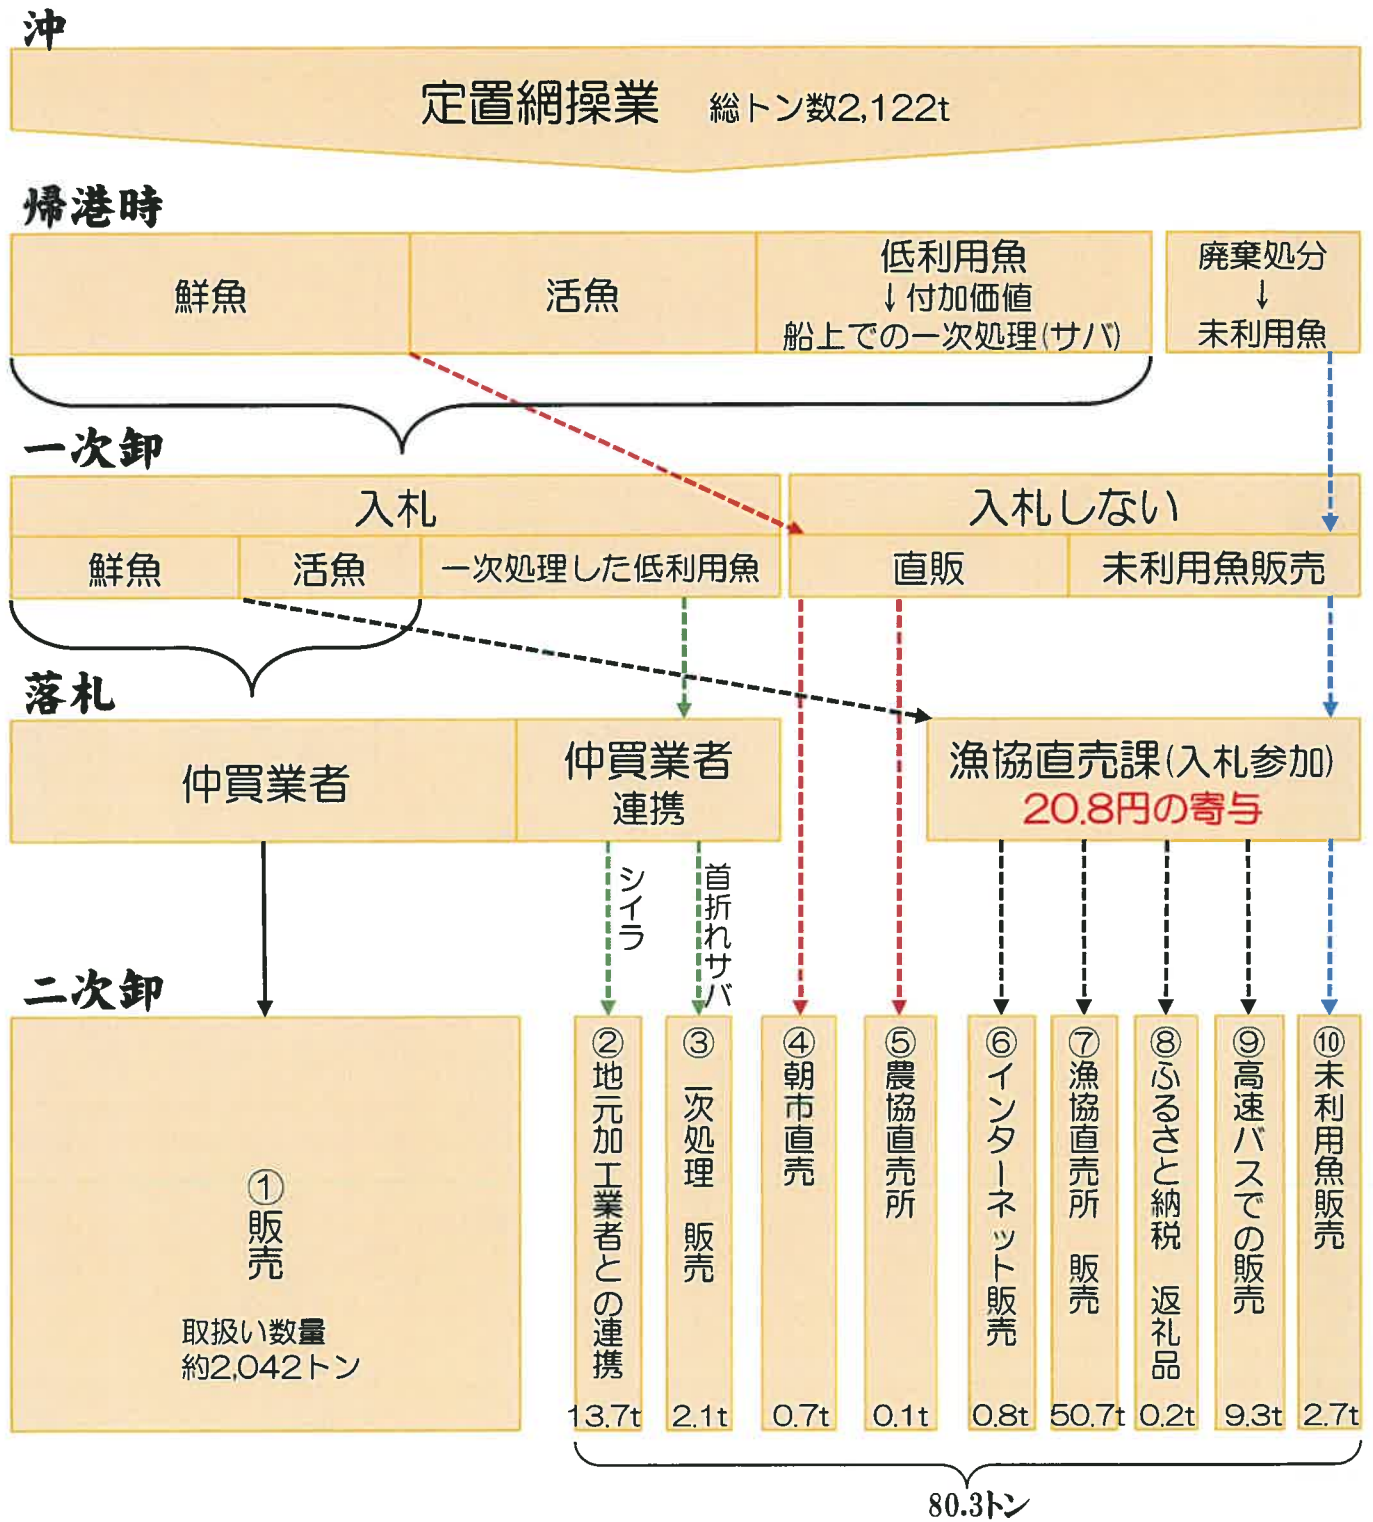 沖
定置網操業 総トン数2,122t
帰港時
鮮魚
活魚
低利用魚
↓付加価値
船上での一次処理(サバ)
廃棄処分
↓
未利用魚
一次卸
入札
入札しない
鮮魚
活魚
一次処理した低利用魚
直販
未利用魚販売
落札
仲買業者
仲買業者
連携
漁協直売課(入札参加)
20.8円の寄与
シイラ
首折れサバ
二次卸
①販売
取扱い数量
約2,042トン
②地元加工業者との連携
13.7t
③一次処理 販売
2.1t
④朝市直売
0.7t
⑤農協直売所
0.1t
⑥インターネット販売
0.8t
⑦漁協直売所 販売
50.7t
⑧ふるさと納税 返礼品
0.2t
⑨高速バスでの販売
9.3t
⑩未利用魚販売
2.7t
80.3トン